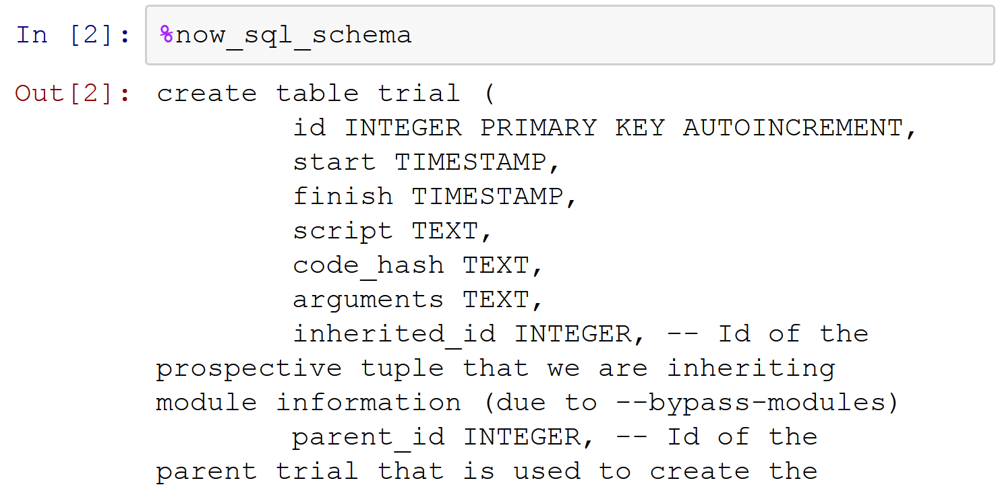 In [2]: %now_sql_schema
Out[2]: create table trial (
id INTEGER PRIMARY KEY AUTOINCREMENT,
start TIMESTAMP,
finish TIMESTAMP,
script TEXT,
code_hash TEXT,
arguments TEXT,
inherited_id INTEGER, -- Id of the
prospective tuple that we are inheriting
module information (due to --bypass-modules)
parent_id INTEGER, -- Id of the
parent trial that is used to create the